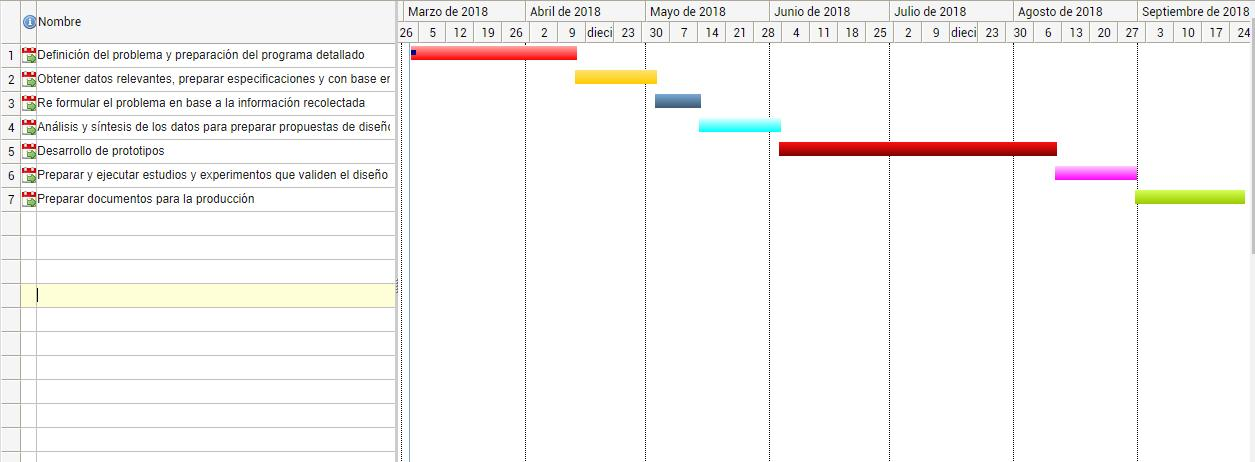 Nombre
Marzo de 2018 Abril de 2018 Mayo de 2018 Junio de 2018 Julio de 2018 Agosto de 2018 Septiembre de 2018
26 5 12 19 26 2 9 dieci 23 30 7 14 21 28 4 11 18 25 2 9 dieci 23 30 6 13 20 27 3 10 17 24
1 Definición del problema y preparación del programa detallado
2 Obtener datos relevantes, preparar especificaciones y con base en
3 Re formular el problema en base a la información recolectada
4 Análisis y síntesis de los datos para preparar propuestas de diseño
5 Desarrollo de prototipos
6 Preparar y ejecutar estudios y experimentos que validen el diseño
7 Preparar documentos para la producción